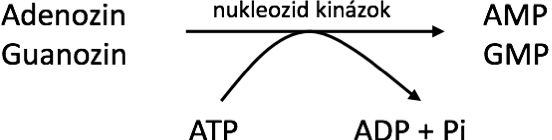 Adenozin
Guanozin
nukleozid kinázok
AMP
GMP
ATP
ADP + Pi